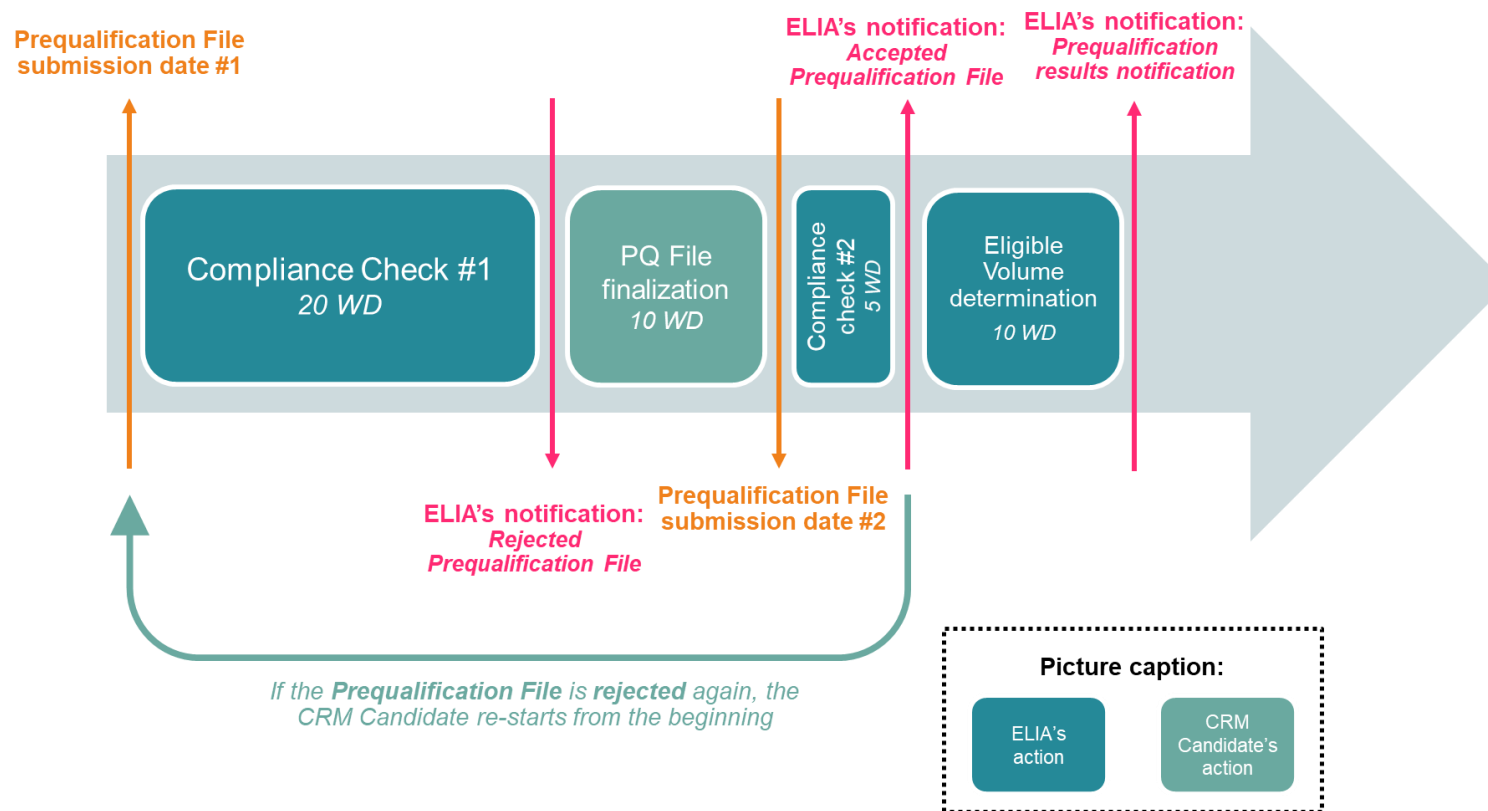 Prequalification File
submission date #1
ELIA’s notification:
Accepted
Prequalification File
ELIA’s notification:
Prequalification
results notification
Compliance Check #1
20 WD
PQ File
finalization
10 WD
Compliance
check #2
5 WD
Eligible
Volume
determination
10 WD
ELIA’s notification:
Rejected
Prequalification File
Prequalification File
submission date #2
If the Prequalification File is rejected again, the
CRM Candidate re-starts from the beginning
Picture caption:
ELIA’s
action
CRM
Candidate’s
action